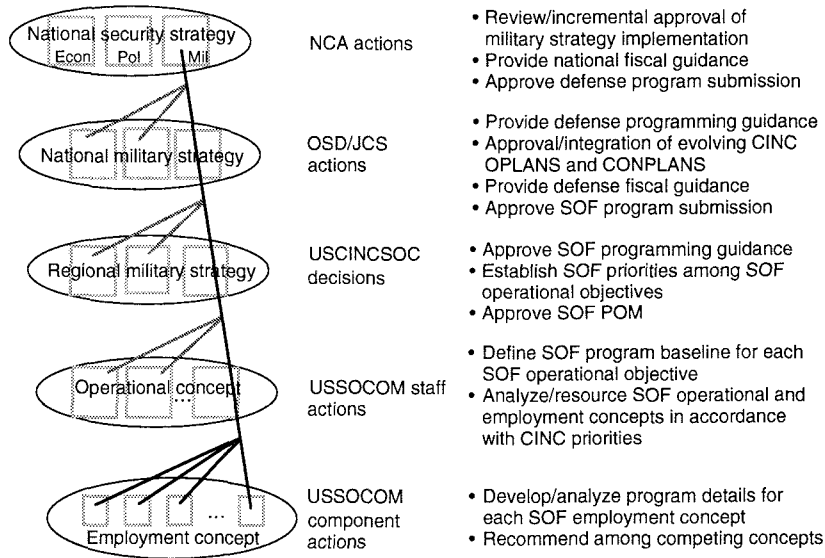 National security strategy
Econ Pol Mil
NCA actions
• Review/incremental approval of
military strategy implementation
• Provide national fiscal guidance
• Approve defense program submission
National military strategy
OSD/JCS
actions
• Provide defense programming guidance
• Approval/integration of evolving CINC
OPLANS and CONPLANS
• Provide defense fiscal guidance
• Approve SOF program submission
Regional military strategy
USCINCSOC
decisions
• Approve SOF programming guidance
• Establish SOF priorities among SOF
operational objectives
• Approve SOF POM
Operational concept
...
USSOCOM staff
actions
• Define SOF program baseline for each
SOF operational objective
• Analyze/resource SOF operational and
employment concepts in accordance
with CINC priorities
...
Employment concept
USSOCOM
component
actions
• Develop/analyze program details for
each SOF employment concept
• Recommend among competing concepts